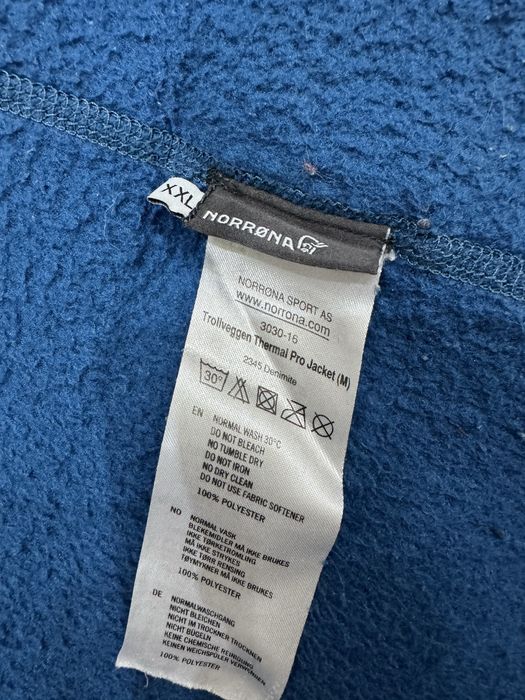 XXL
NORRØNA
NORRØNA SPORT AS
www.norrona.com
3030-16
Trollveggen Thermal Pro Jacket (M)
2345 Denimite
30°
EN NORMAL WASH 30°C
DO NOT BLEACH
NO TUMBLE DRY
DO NOT IRON
NO DRY CLEAN
DO NOT USE FABRIC SOFTENER
100% POLYESTER
NO NORMAL VASK
BLEKEMIDLER MÅ IKKE BRUKES
IKKE TØRKETROMLING
MÅ IKKE STRYKES
MÅ IKKE TØRR RENSING
TØYMYKNER MÅ IKKE BRUKES
100% POLYESTER
DE NORMALWASCHGANG
NICHT BLEICHEN
NICHT IM TROCKNER TROCKNEN
NICHT BÜGELN
KEINE CHEMISCHE REINIGUNG
KEINEN WEICHSPÜLER VERWENDEN
100% POLYESTER